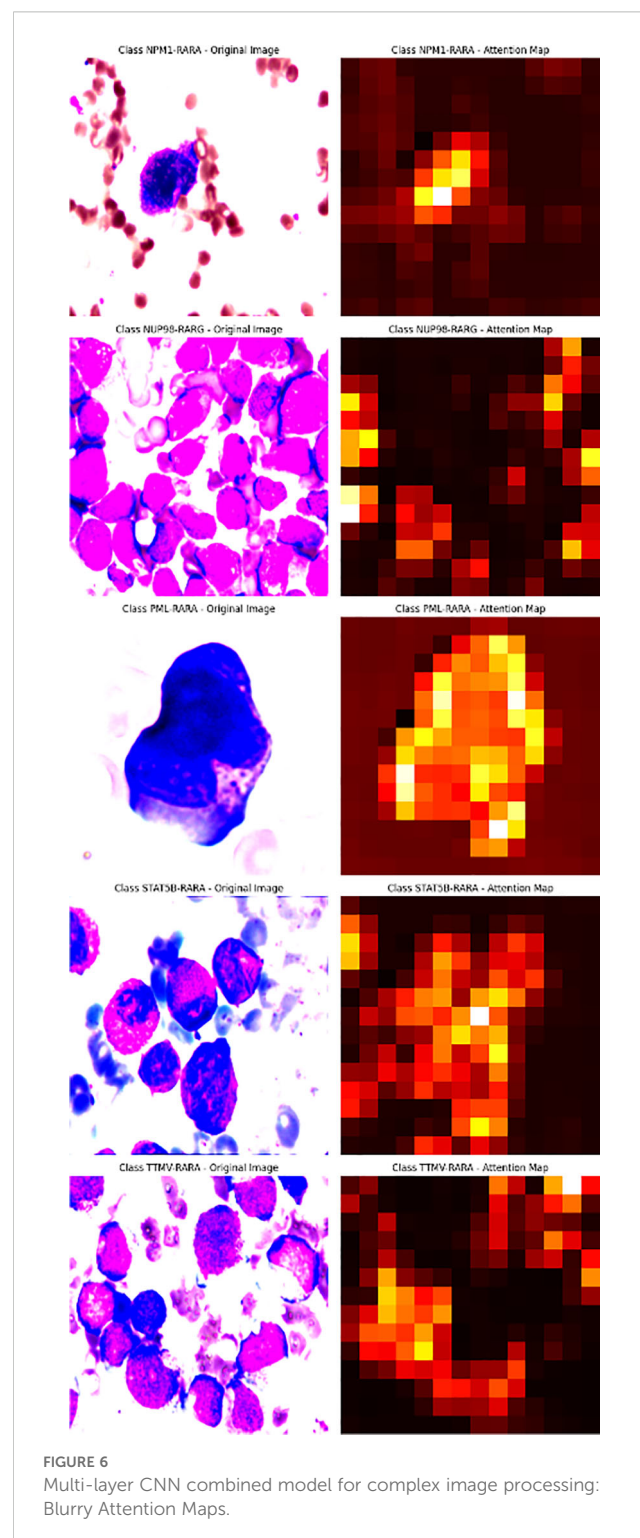 Class NPM1-RARA - Original Image
Class NPM1-RARA - Attention Map
Class NUP98-RARG - Original Image
Class NUP98-RARG - Attention Map
Class PML-RARA - Original Image
Class PML-RARA - Attention Map
Class STAT5B-RARA - Original Image
Class STAT5B-RARA - Attention Map
Class TTMV-RARA - Original Image
Class TTMV-RARA - Attention Map
FIGURE 6
Multi-layer CNN combined model for complex image processing:
Blurry Attention Maps.